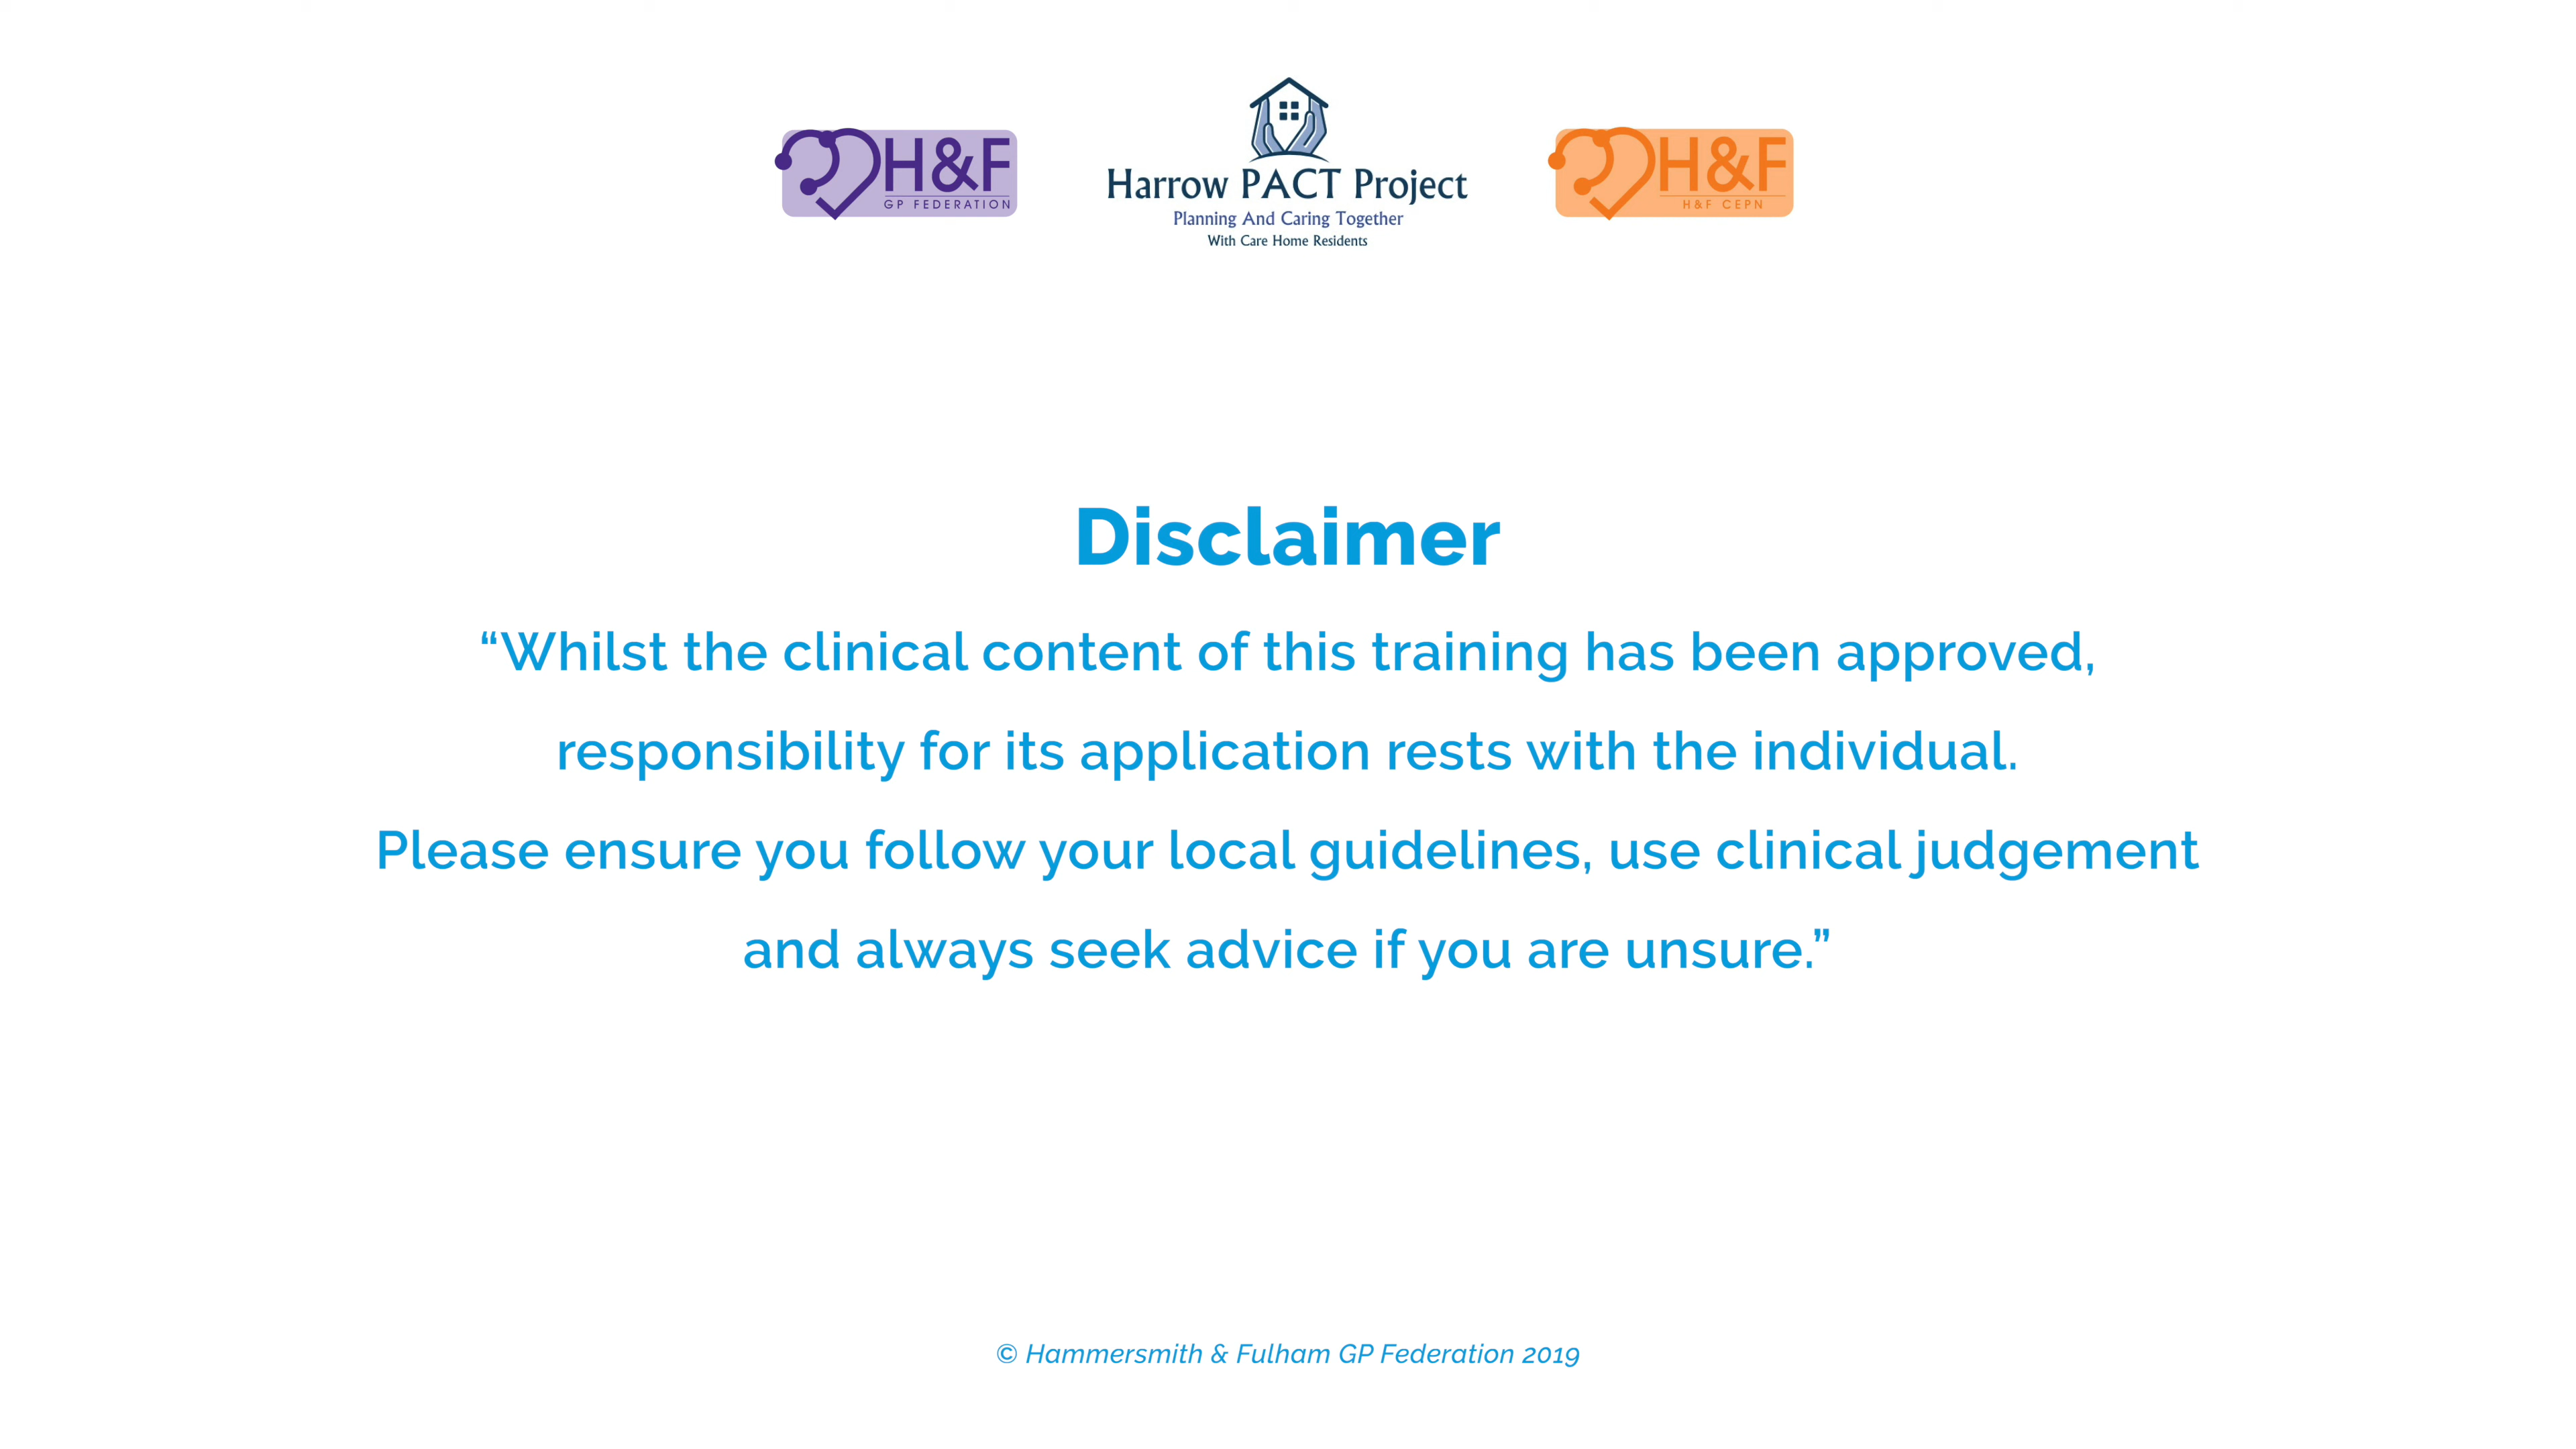 H&F
GP FEDERATION
Harrow PACT Project
Planning And Caring Together
With Care Home Residents
H&F
H&F CEPN
Disclaimer
“Whilst the clinical content of this training has been approved,
responsibility for its application rests with the individual.
Please ensure you follow your local guidelines, use clinical judgement
and always seek advice if you are unsure.”
© Hammersmith & Fulham GP Federation 2019